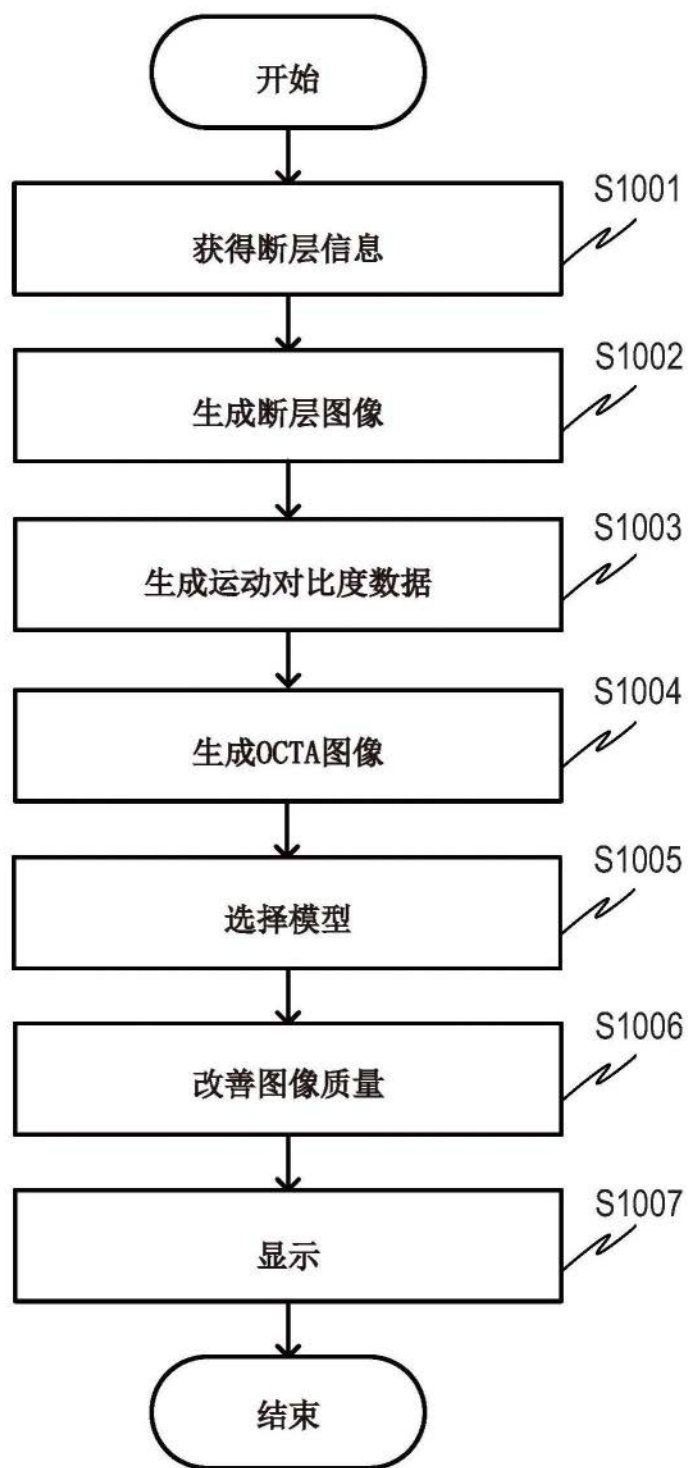 开始
S1001
获得断层信息
S1002
生成断层图像
S1003
生成运动对比度数据
S1004
生成OCTA图像
S1005
选择模型
S1006
改善图像质量
S1007
显示
结束